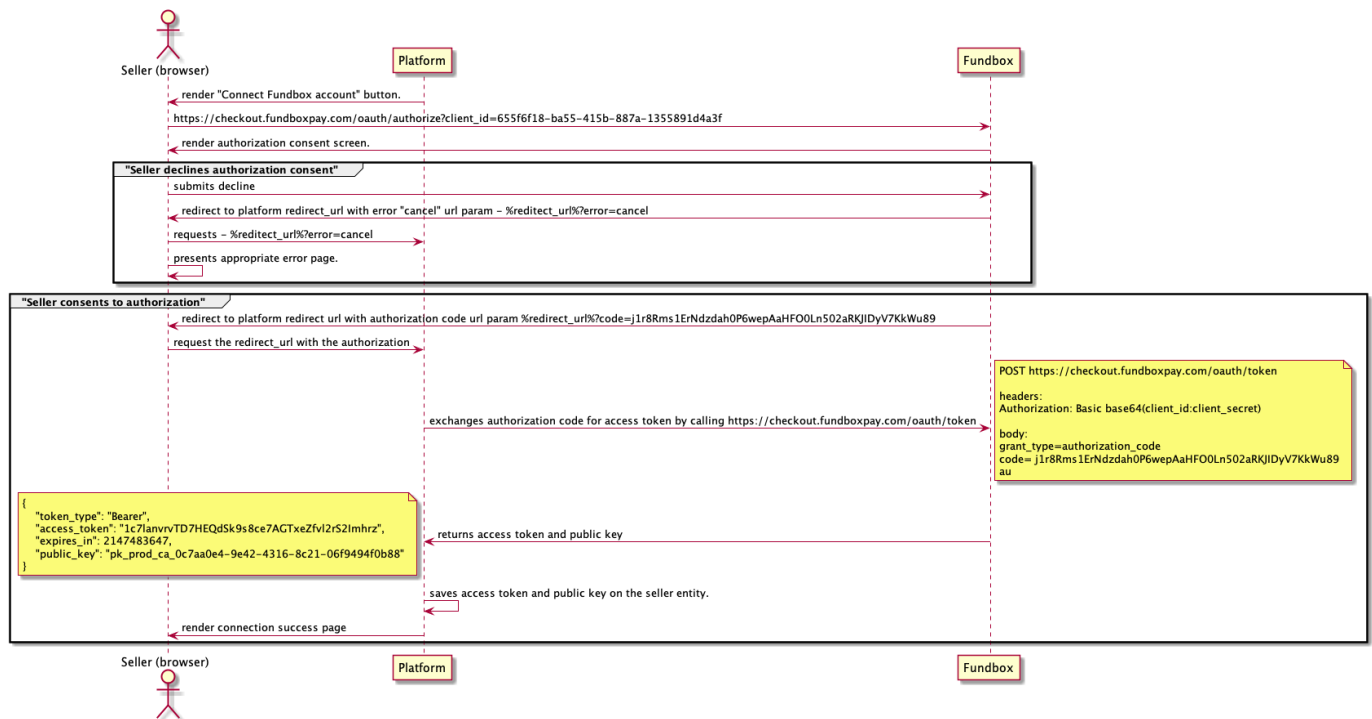 Seller (browser)
Platform
Fundbox
render "Connect Fundbox account" button.
https://checkout.fundboxpay.com/oauth/authorize?client_id=655f6f18-ba55-415b-887a-1355891d4a3f
render authorization consent screen.
"Seller declines authorization consent"
submits decline
redirect to platform redirect_url with error "cancel" url param - %reditect_url%?error=cancel
requests - %reditect_url%?error=cancel
presents appropriate error page.
"Seller consents to authorization"
redirect to platform redirect url with authorization code url param %redirect_url%?code=j1r8Rms1ErNdzdah0P6wepAaHFO0Ln502aRKJIDyV7KkWu89
request the redirect_url with the authorization
POST https://checkout.fundboxpay.com/oauth/token
headers:
Authorization: Basic base64(client_id:client_secret)
body:
grant_type=authorization_code
code= j1r8Rms1ErNdzdah0P6wepAaHFO0Ln502aRKJIDyV7KkWu89
au
exchanges authorization code for access token by calling https://checkout.fundboxpay.com/oauth/token
{
"token_type": "Bearer",
"access_token": "1c7lanvrvTD7HEQdSk9s8ce7AGTxeZfvl2rS2Imhrz",
"expires_in": 2147483647,
"public_key": "pk_prod_ca_0c7aa0e4-9e42-4316-8c21-06f9494f0b88"
}
returns access token and public key
saves access token and public key on the seller entity.
render connection success page
Seller (browser)
Platform
Fundbox